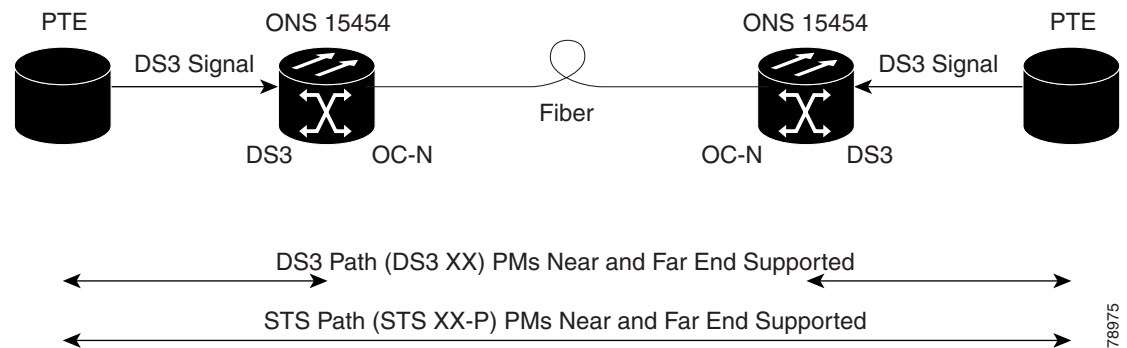 PTE
ONS 15454
ONS 15454
PTE
DS3 Signal
DS3 Signal
Fiber
DS3
OC-N
OC-N
DS3
DS3 Path (DS3 XX) PMs Near and Far End Supported
STS Path (STS XX-P) PMs Near and Far End Supported
78975